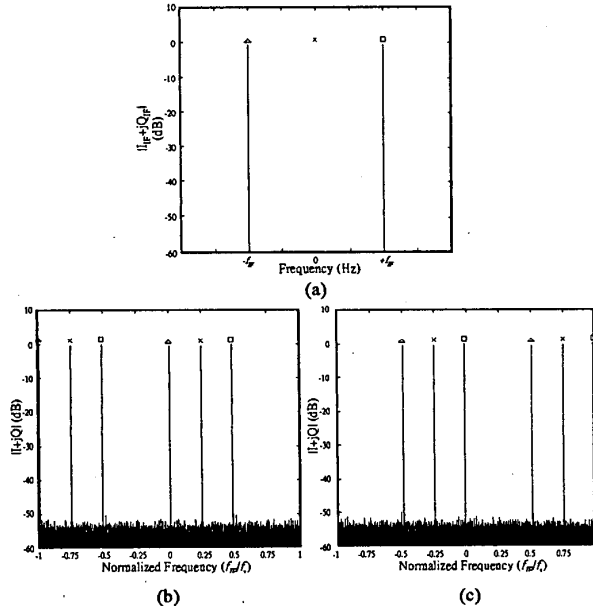 10
0
-10
-20
-30
-40
-50
-60
|I_IF+jQ_IF|
(dB)
-f_IF 0 +f_IF
Frequency (Hz)
(a)
10
0
-10
-20
-30
-40
-50
-60
|I+jQ| (dB)
-1 -0.75 -0.5 -0.25 0 0.25 0.5 0.75 1
Normalized Frequency (f_IF/f_s)
(b)
10
0
-10
-20
-30
-40
-50
-60
|I+jQ| (dB)
-1 -0.75 -0.5 -0.25 0 0.25 0.5 0.75
Normalized Frequency (f_IF/f_s)
(c)